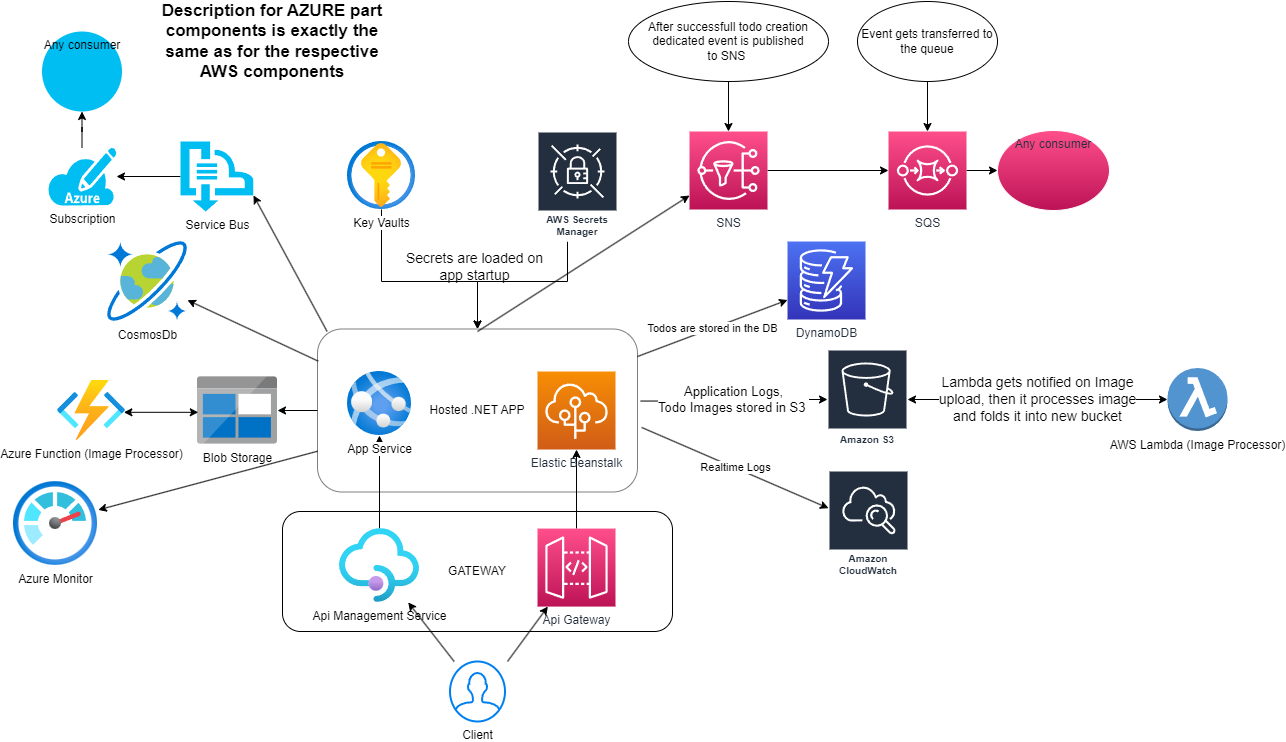 Description for AZURE part
components is exactly the
same as for the respective
AWS components
After successfull todo creation
dedicated event is published
to SNS
Event gets transferred to
the queue
Any consumer
Any consumer
Azure
Subscription
Service Bus
Key Vaults
AWS Secrets
Manager
SNS
SQS
Secrets are loaded on
app startup
CosmosDb
Todos are stored in the DB
DynamoDB
Application Logs,
Todo Images stored in S3
Lambda gets notified on Image
upload, then it processes image
and folds it into new bucket
Hosted .NET APP
Azure Function (Image Processor)
Blob Storage
App Service
Elastic Beanstalk
Amazon S3
AWS Lambda (Image Processor)
Realtime Logs
Azure Monitor
Amazon
CloudWatch
GATEWAY
</>
Api Management Service
Api Gateway
Client